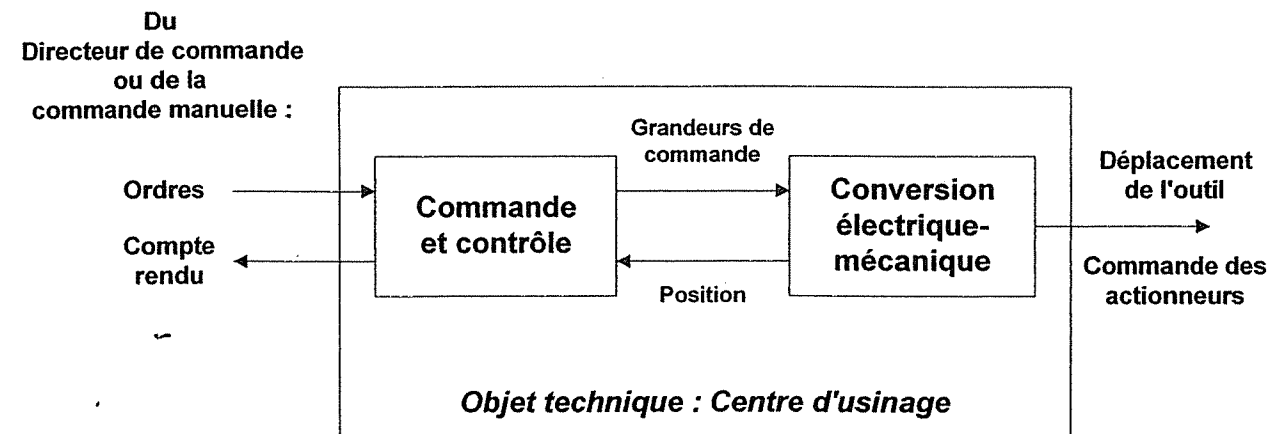 Du
Directeur de commande
ou de la
commande manuelle :
Grandeurs de
commande
Ordres
Commande
et contrôle
Conversion
électrique-
mécanique
Déplacement
de l'outil
Compte
rendu
Position
Commande des
actionneurs
Objet technique : Centre d'usinage